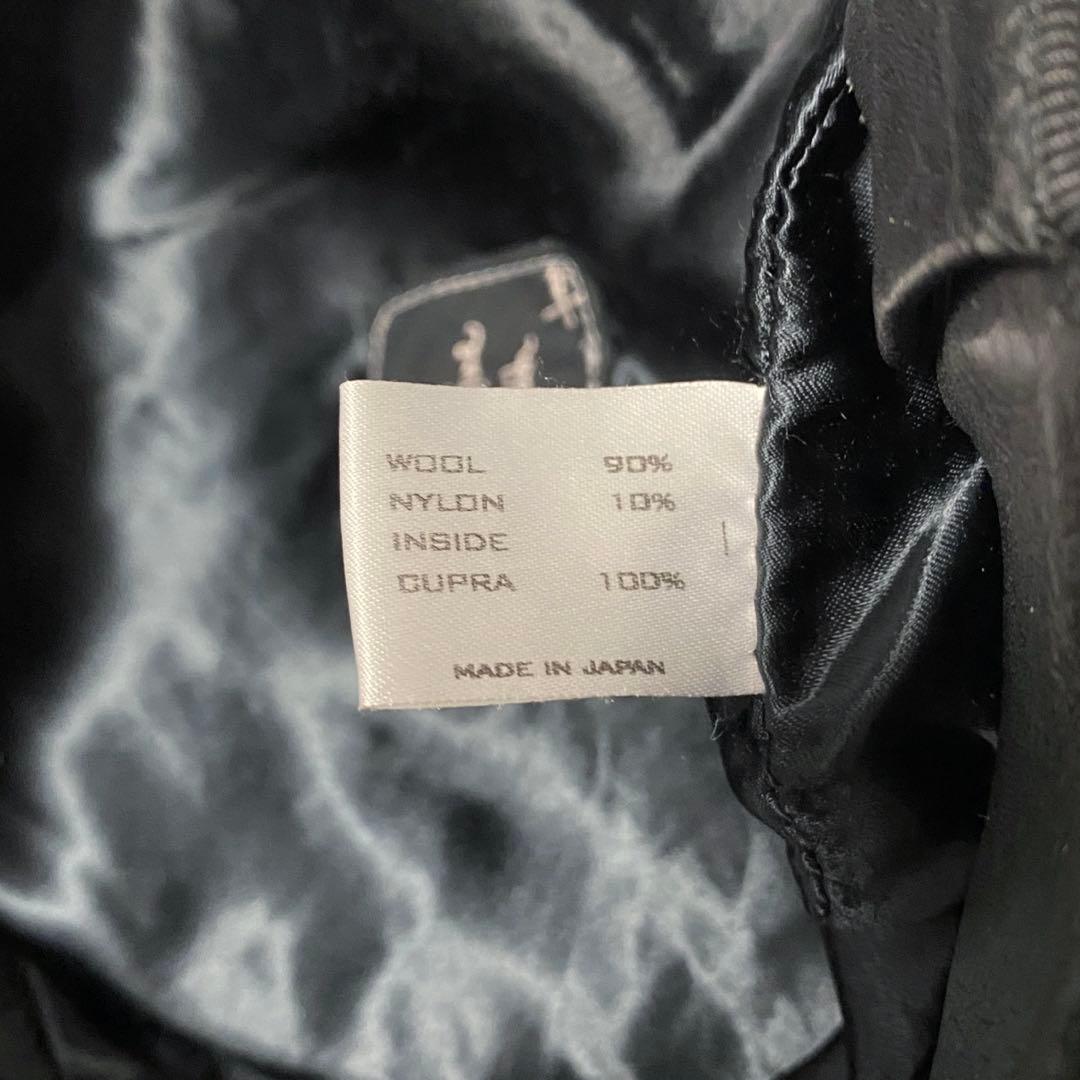 WOOL 90%
NYLON 10%
INSIDE
CUPRA 100%
MADE IN JAPAN